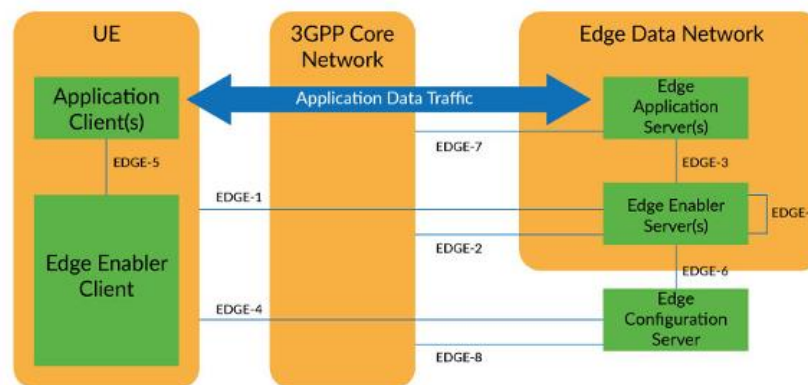 UE
3GPP Core
Network
Edge Data Network
Application
Client(s)
Application Data Traffic
Edge
Application
Server(s)
EDGE-7
EDGE-5
EDGE-3
EDGE-1
Edge Enabler
Server(s)
EDGE-
EDGE-2
Edge Enabler
Client
EDGE-6
EDGE-4
Edge
Configuration
Server
EDGE-8